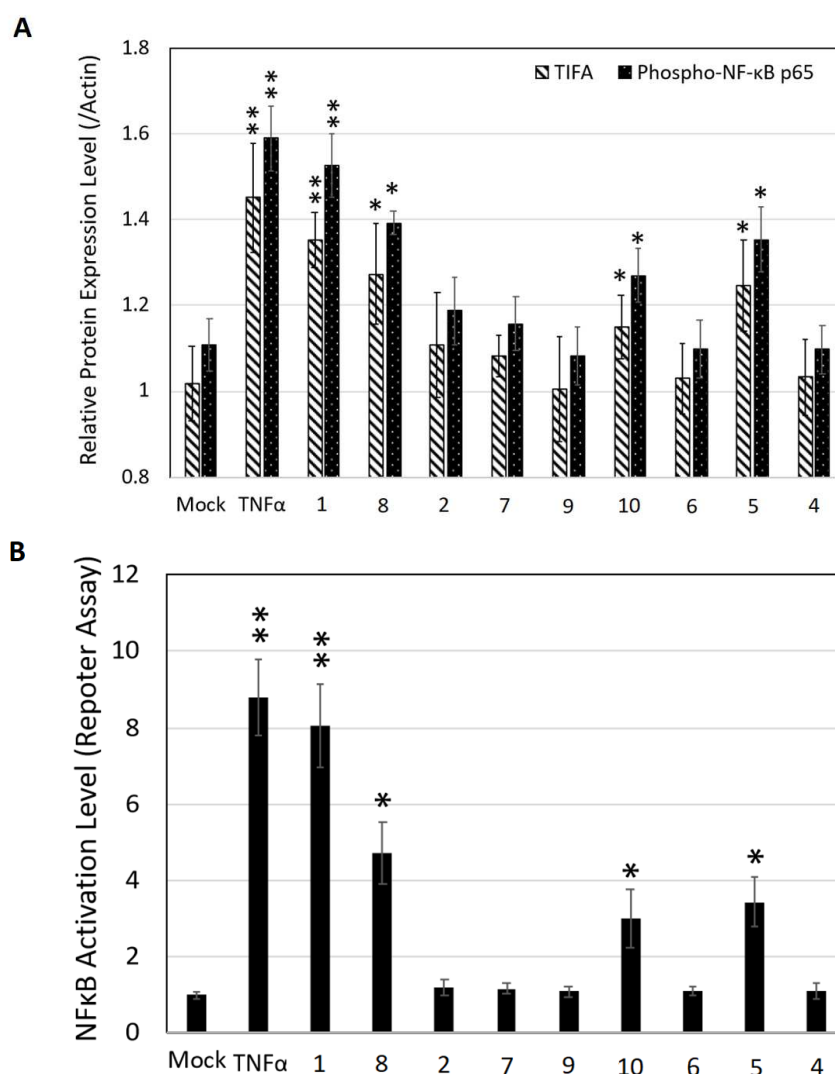 A
Relative Protein Expression Level (/Actin)
1.8
1.6
1.4
1.2
1
0.8
TIFA Phospho-NF-κB p65
** ** ** ** * * * * * *
Mock TNFα 1 8 2 7 9 10 6 5 4
B
NFκB Activation Level (Repoter Assay)
12
10
8
6
4
2
0
** ** * * *
Mock TNFα 1 8 2 7 9 10 6 5 4